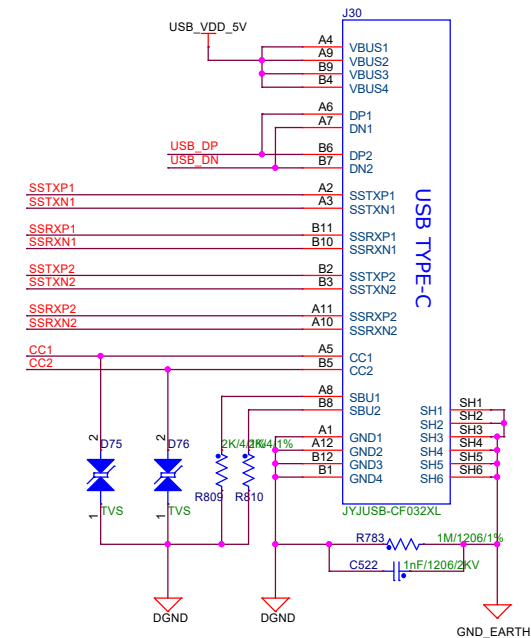 J30
USB_VDD_5V
A4 VBUS1
A9 VBUS2
B9 VBUS3
B4 VBUS4
A6 DP1
A7 DN1
USB_DP B6 DP2
USB_DN B7 DN2
SSTXP1 A2 SSTXP1
SSTXN1 A3 SSTXN1
USB TYPE-C
SSRXP1 B11 SSRXP1
SSRXN1 B10 SSRXN1
SSTXP2 B2 SSTXP2
SSTXN2 B3 SSTXN2
SSRXP2 A11 SSRXP2
SSRXN2 A10 SSRXN2
CC1 A5 CC1
CC2 B5 CC2
A8 SBU1
B8 SBU2
SH1 SH1
SH2 SH2
A1 GND1 SH3 SH3
A12 GND2 SH4 SH4
B12 GND3 SH5 SH5
B1 GND4 SH6 SH6
2 D75 2 D76 2K/4/1%
1 TVS 1 TVS R809 R810
JYJUSB-CF032XL
R783 1M/1206/1%
C522 1nF/1206/2KV
DGND DGND
GND_EARTH